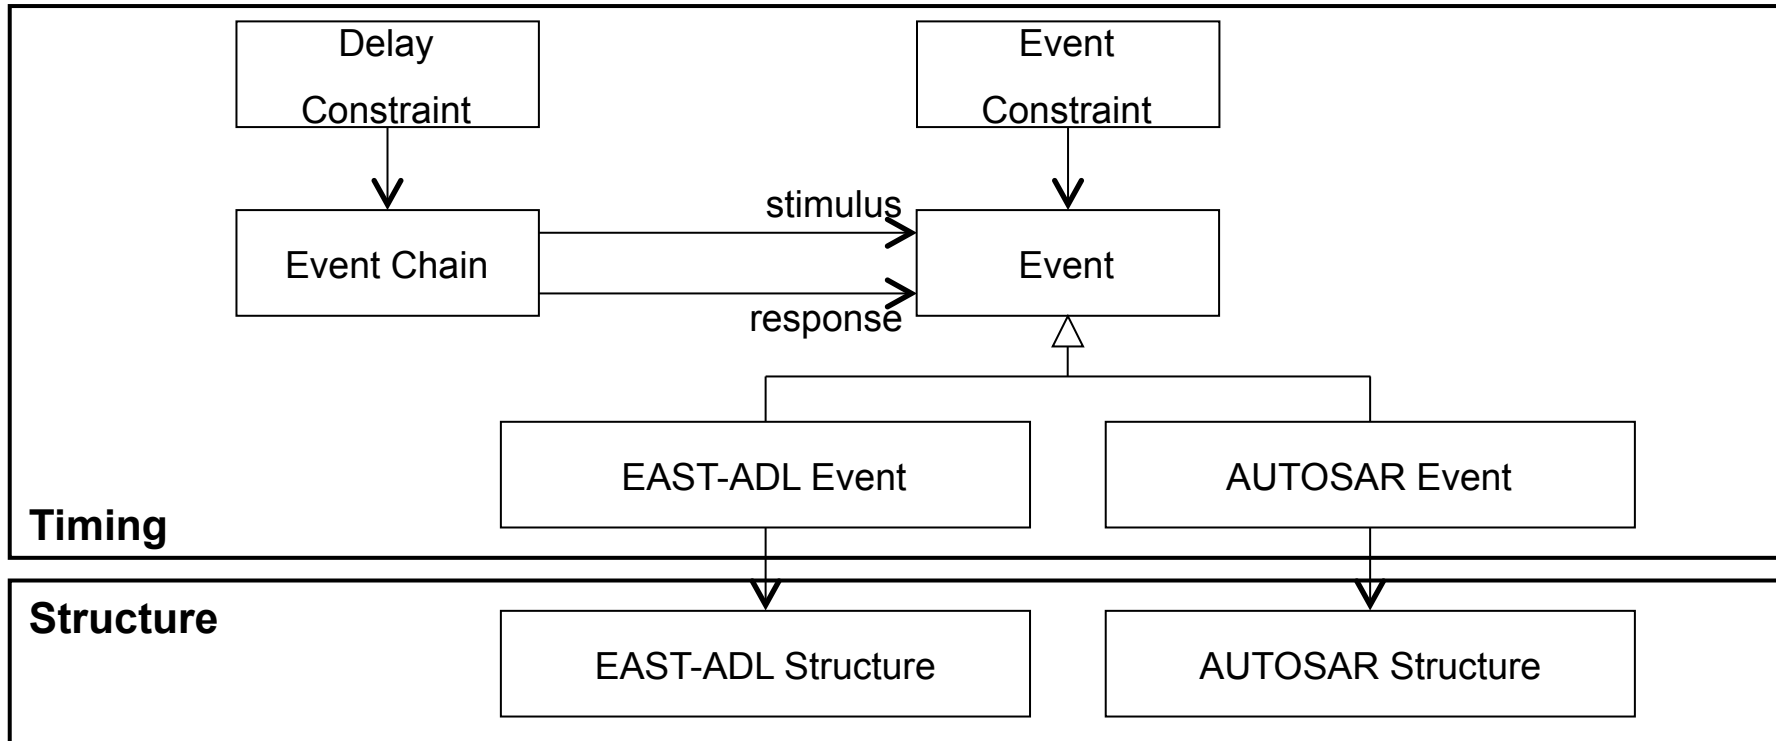 Delay
Constraint
Event
Constraint
stimulus
Event Chain
Event
response
EAST-ADL Event
AUTOSAR Event
Timing
Structure
EAST-ADL Structure
AUTOSAR Structure